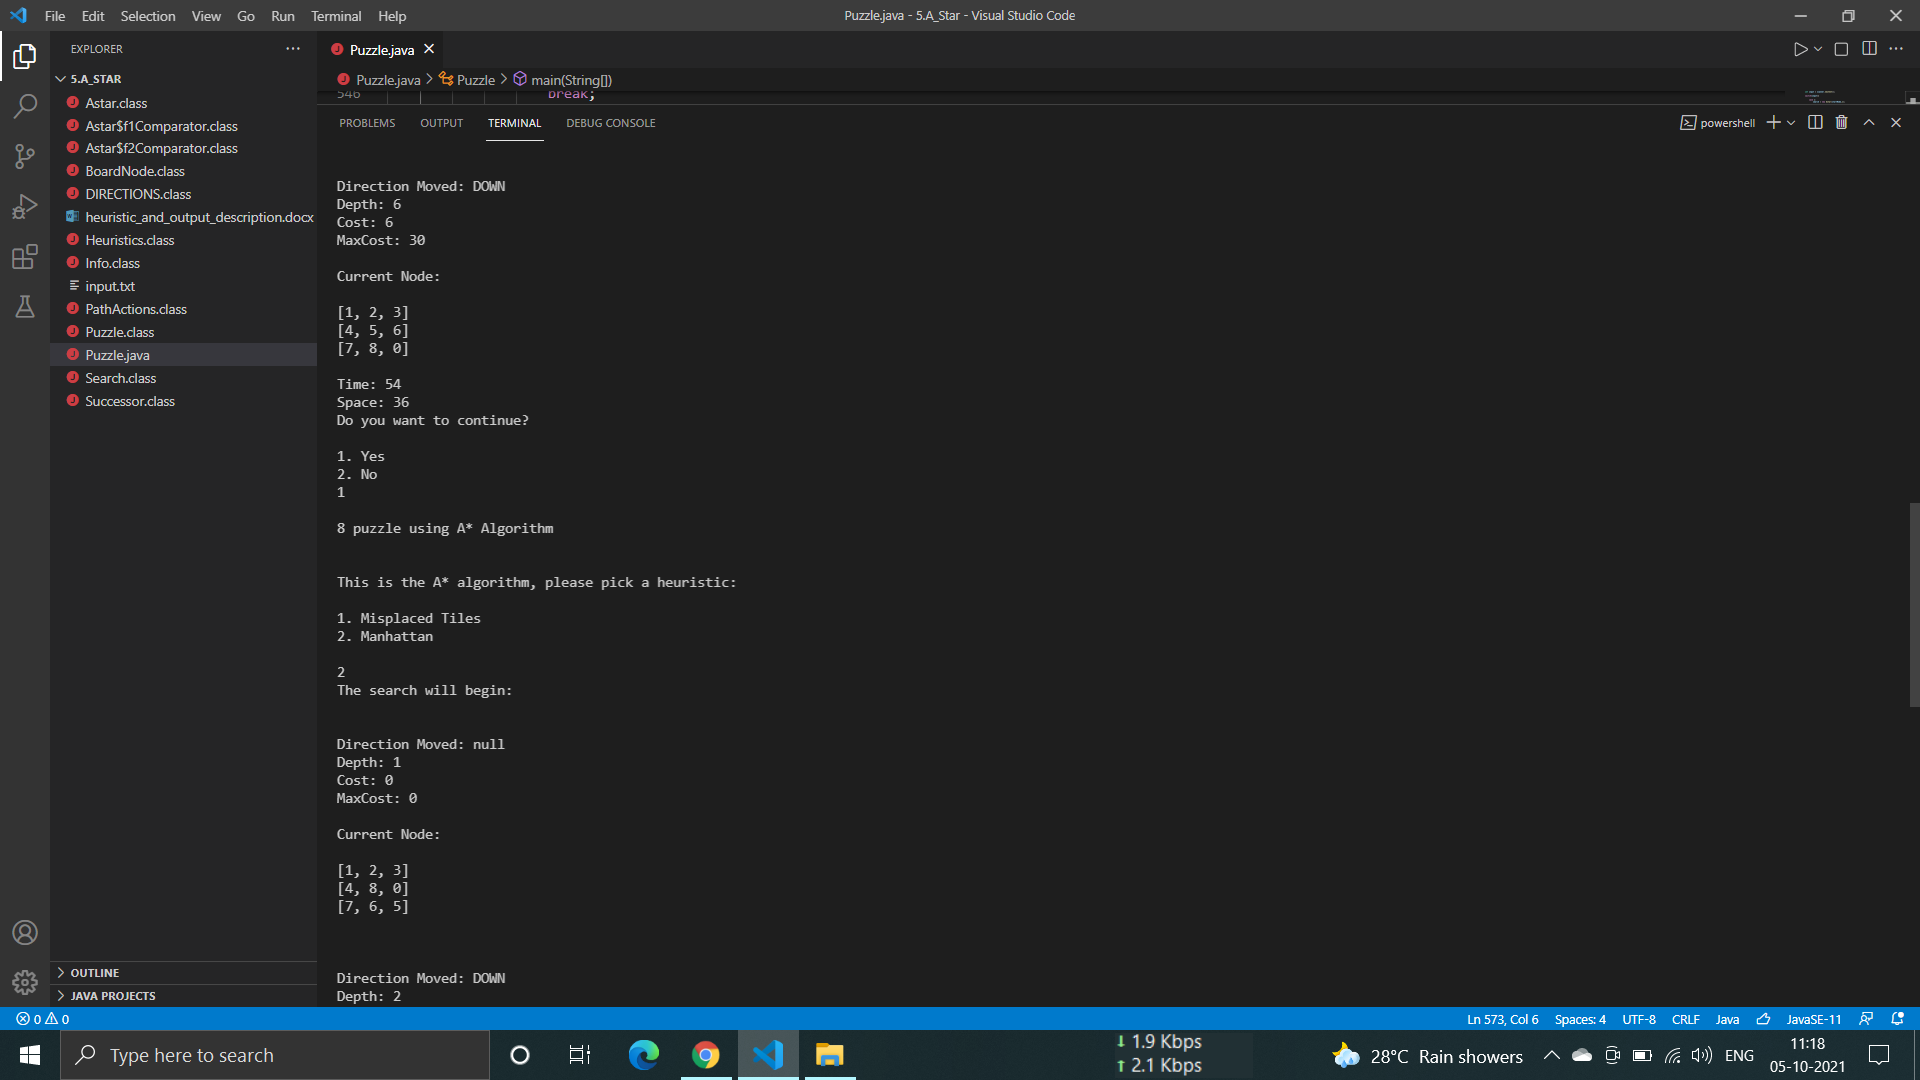 File Edit Selection View Go Run Terminal Help
Puzzle.java - 5.A_Star - Visual Studio Code
EXPLORER
5.A_STAR
Astar.class
Astar$f1Comparator.class
Astar$f2Comparator.class
BoardNode.class
DIRECTIONS.class
heuristic_and_output_description.docx
Heuristics.class
Info.class
input.txt
PathActions.class
Puzzle.class
Puzzle.java
Search.class
Successor.class
OUTLINE
JAVA PROJECTS
Puzzle.java
Puzzle.java > Puzzle > main(String[])
546 break;
PROBLEMS OUTPUT TERMINAL DEBUG CONSOLE
powershell
Direction Moved: DOWN
Depth: 6
Cost: 6
MaxCost: 30
Current Node:
[1, 2, 3]
[4, 5, 6]
[7, 8, 0]
Time: 54
Space: 36
Do you want to continue?
1. Yes
2. No
1
8 puzzle using A* Algorithm
This is the A* algorithm, please pick a heuristic:
1. Misplaced Tiles
2. Manhattan
2
The search will begin:
Direction Moved: null
Depth: 1
Cost: 0
MaxCost: 0
Current Node:
[1, 2, 3]
[4, 8, 0]
[7, 6, 5]
Direction Moved: DOWN
Depth: 2
0 0
Ln 573, Col 6 Spaces: 4 UTF-8 CRLF Java JavaSE-11
Type here to search
1.9 Kbps
2.1 Kbps
28°C Rain showers
ENG
11:18
05-10-2021